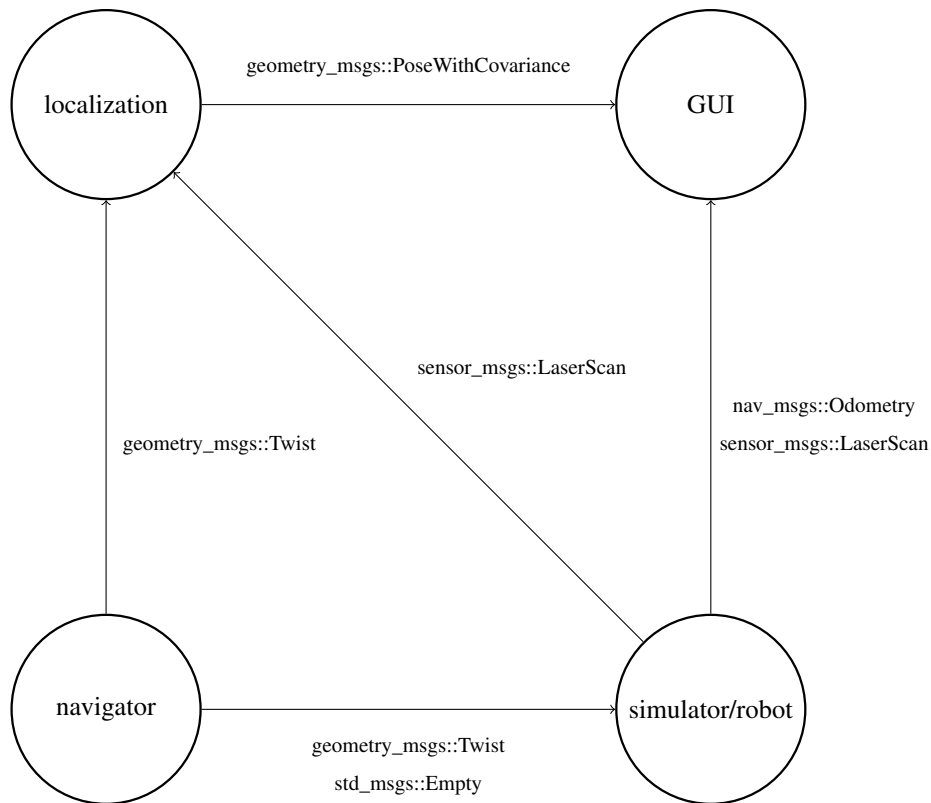 geometry_msgs::PoseWithCovariance
localization
GUI
sensor_msgs::LaserScan
nav_msgs::Odometry
geometry_msgs::Twist
sensor_msgs::LaserScan
navigator
simulator/robot
geometry_msgs::Twist
std_msgs::Empty